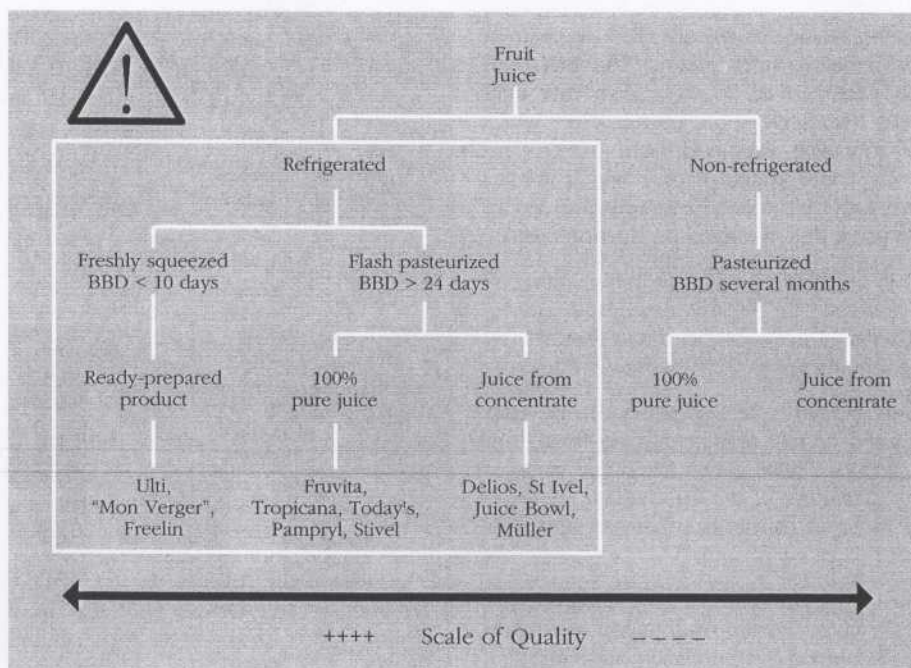 !
Fruit
Juice
Refrigerated
Non-refrigerated
Freshly squeezed
BBD < 10 days
Flash pasteurized
BBD > 24 days
Pasteurized
BBD several months
Ready-prepared
product
100%
pure juice
Juice from
concentrate
100%
pure juice
Juice from
concentrate
Ulti,
"Mon Verger",
Freelin
Fruvita,
Tropicana, Today's,
Pampryl, Stivel
Delios, St Ivel,
Juice Bowl,
Müller
++++ Scale of Quality – – – –